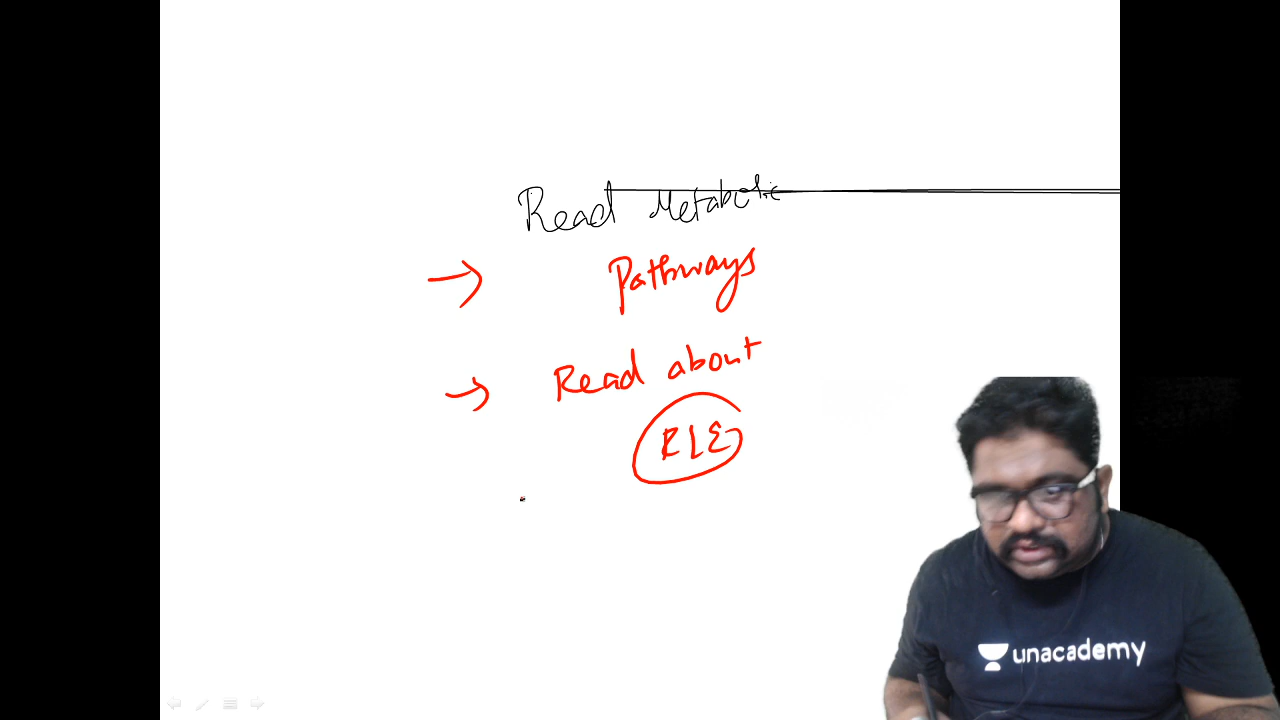 Read Metabolic
→ Pathways
→ Read about
RLE
unacademy